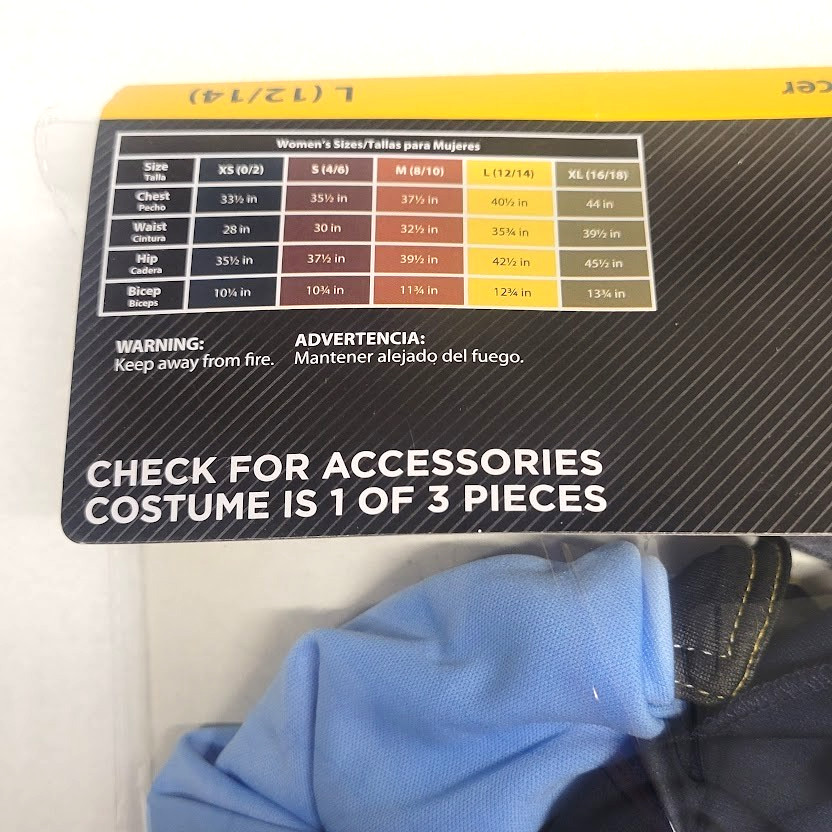 L (12/14)
cer
Women's Sizes/Tallas para Mujeres
Size XS (0/2) S (4/6) M (8/10) L (12/14) XL (16/18)
Talla
Chest 33½ in 35½ in 37½ in 40½ in 44 in
Pecho
Waist 28 in 30 in 32½ in 35¾ in 39½ in
Cintura
Hip 35½ in 37½ in 39½ in 42½ in 45½ in
Cadera
Bicep 10¼ in 10¾ in 11¾ in 12¾ in 13¾ in
Biceps
WARNING:
Keep away from fire.
ADVERTENCIA:
Mantener alejado del fuego.
CHECK FOR ACCESSORIES
COSTUME IS 1 OF 3 PIECES